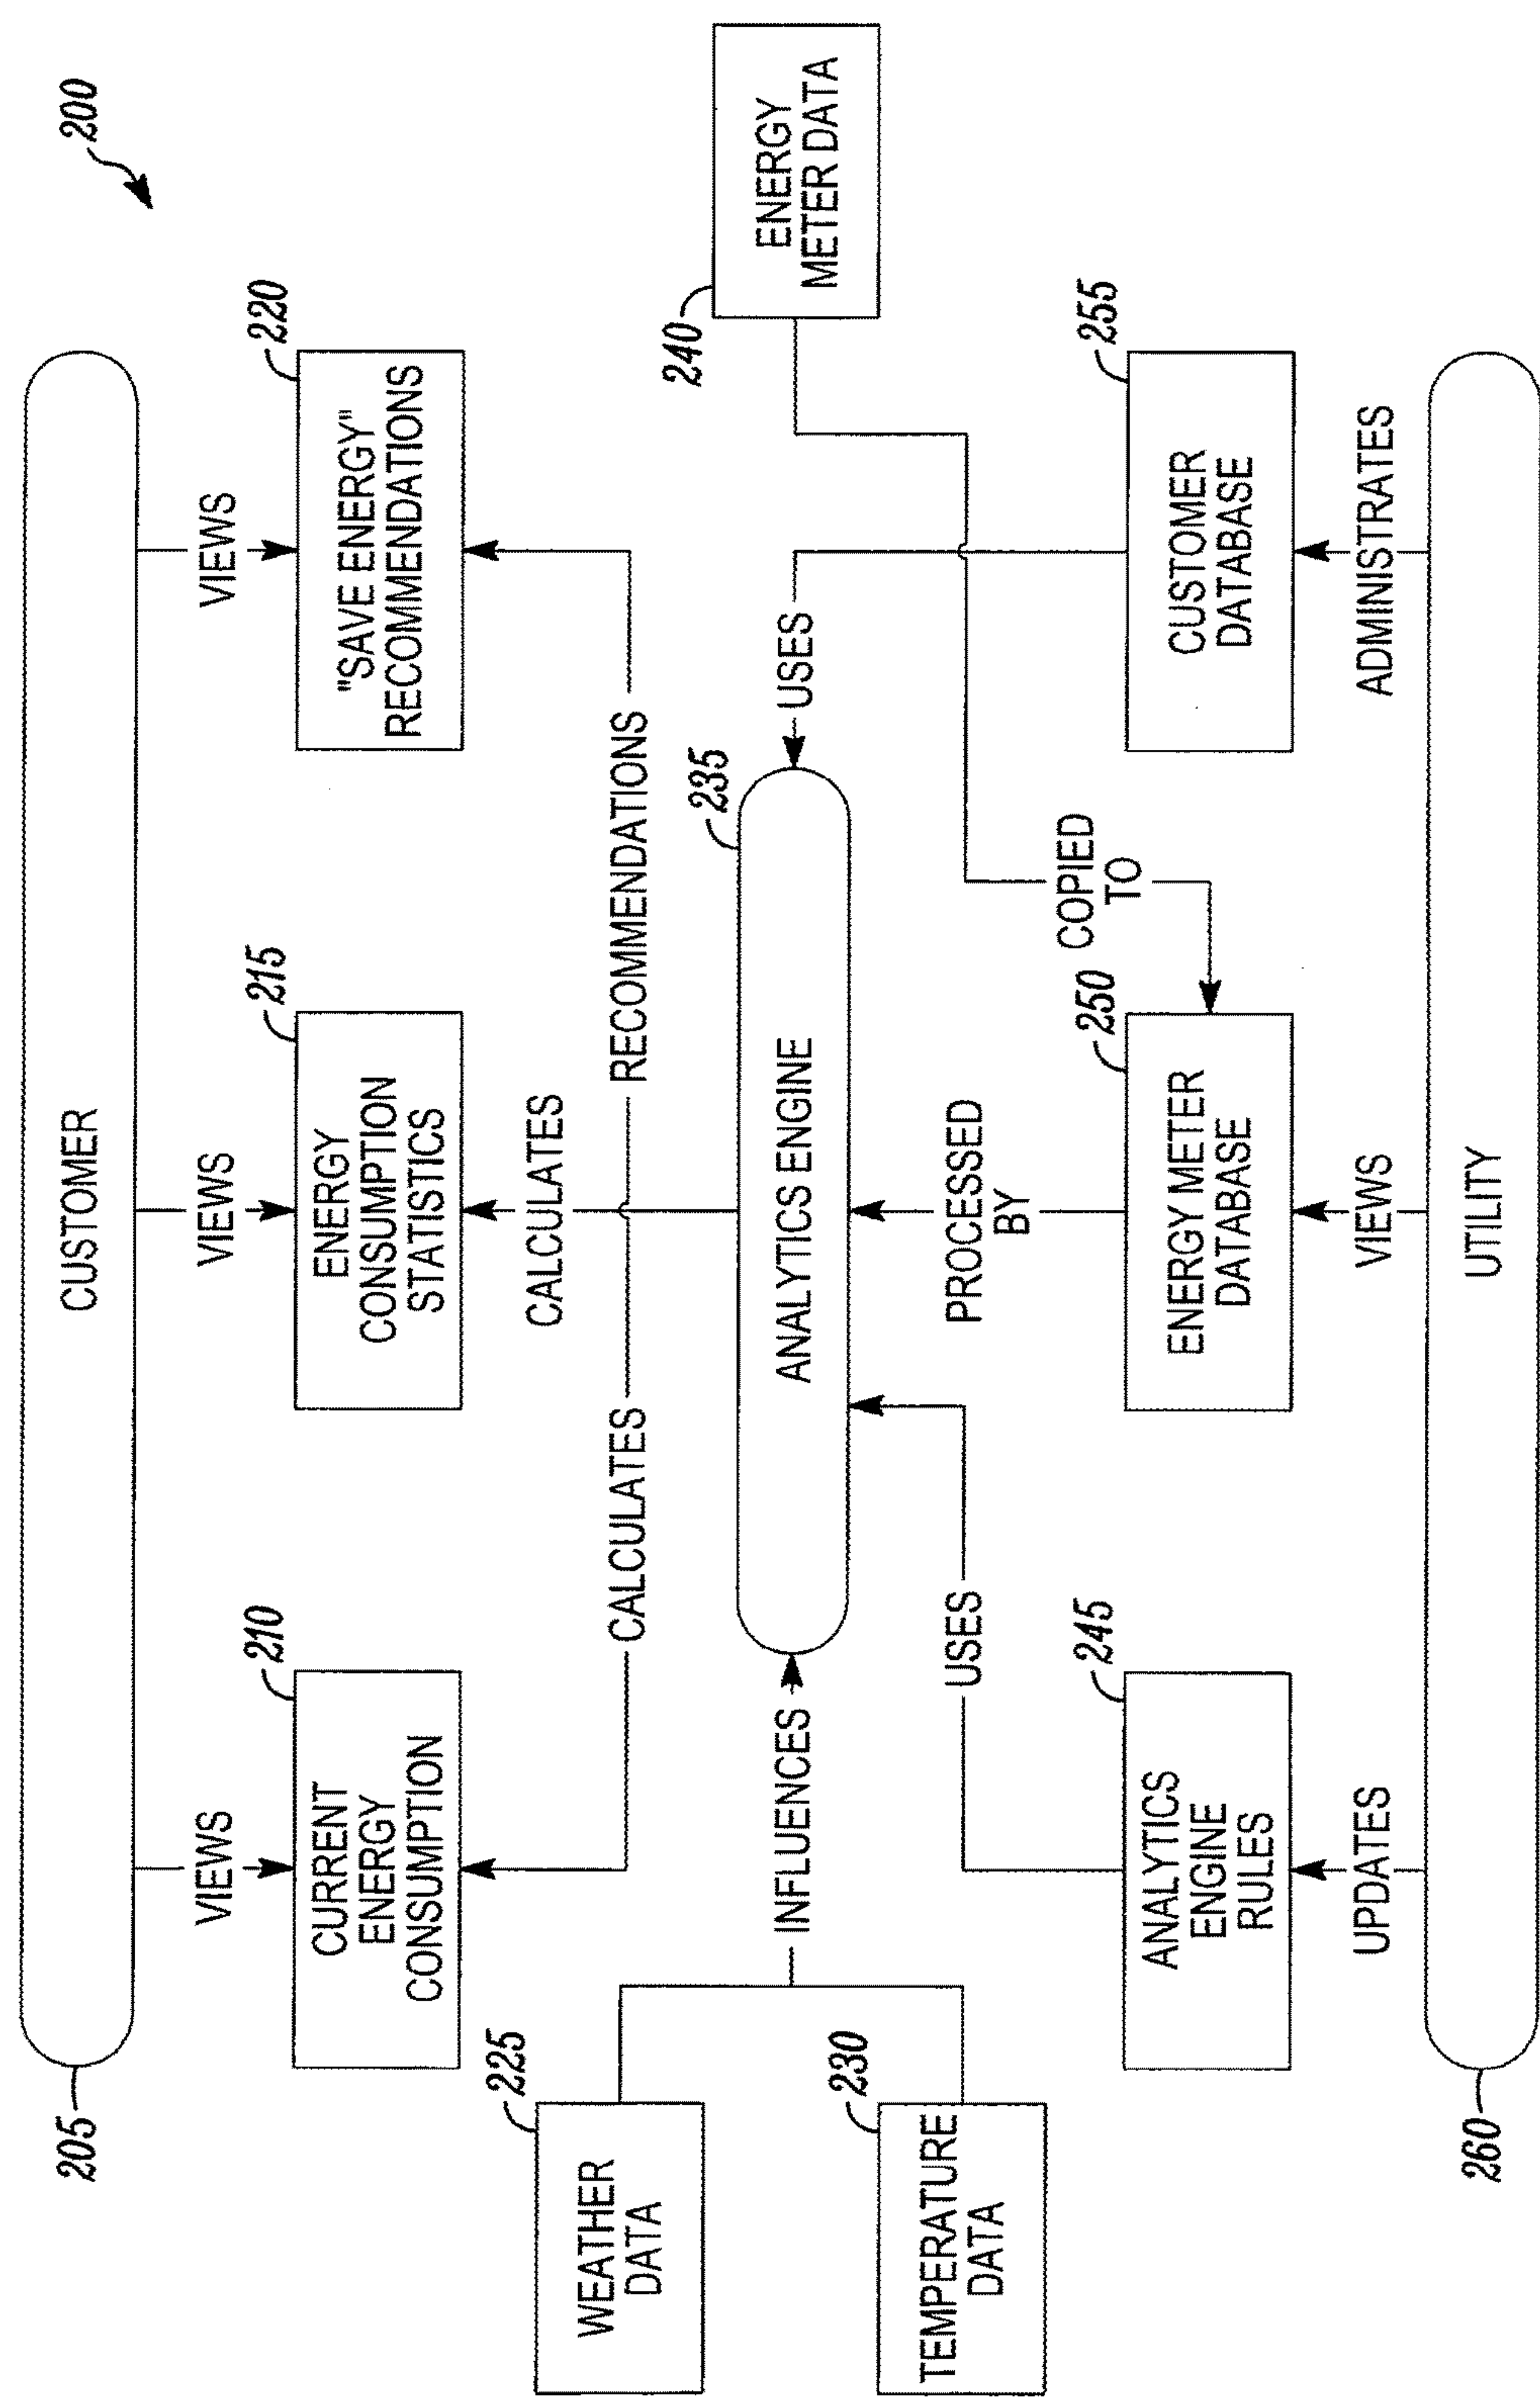 200
CUSTOMER
205
VIEWS
VIEWS
VIEWS
210
215
220
CURRENT
ENERGY
CONSUMPTION
ENERGY
CONSUMPTION
STATISTICS
"SAVE ENERGY"
RECOMMENDATIONS
225
WEATHER
DATA
CALCULATES
CALCULATES
RECOMMENDATIONS
230
TEMPERATURE
DATA
INFLUENCES
235
ANALYTICS ENGINE
USES
240
ENERGY
METER DATA
USES
PROCESSED
BY
COPIED
TO
245
250
255
ANALYTICS
ENGINE
RULES
ENERGY METER
DATABASE
CUSTOMER
DATABASE
UPDATES
VIEWS
ADMINISTRATES
260
UTILITY